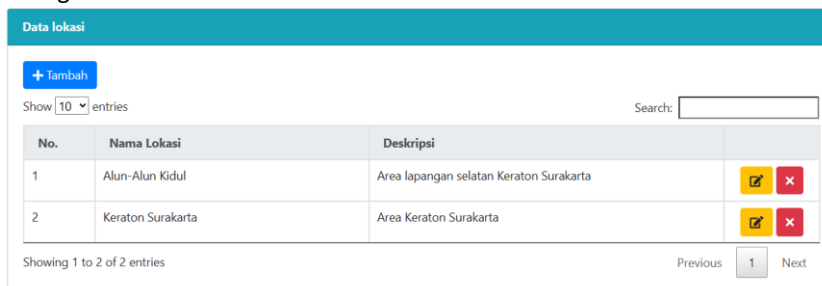 Data lokasi
+ Tambah
Show 10 entries Search:
No. Nama Lokasi Deskripsi
1 Alun-Alun Kidul Area lapangan selatan Keraton Surakarta
2 Keraton Surakarta Area Keraton Surakarta
Showing 1 to 2 of 2 entries Previous 1 Next